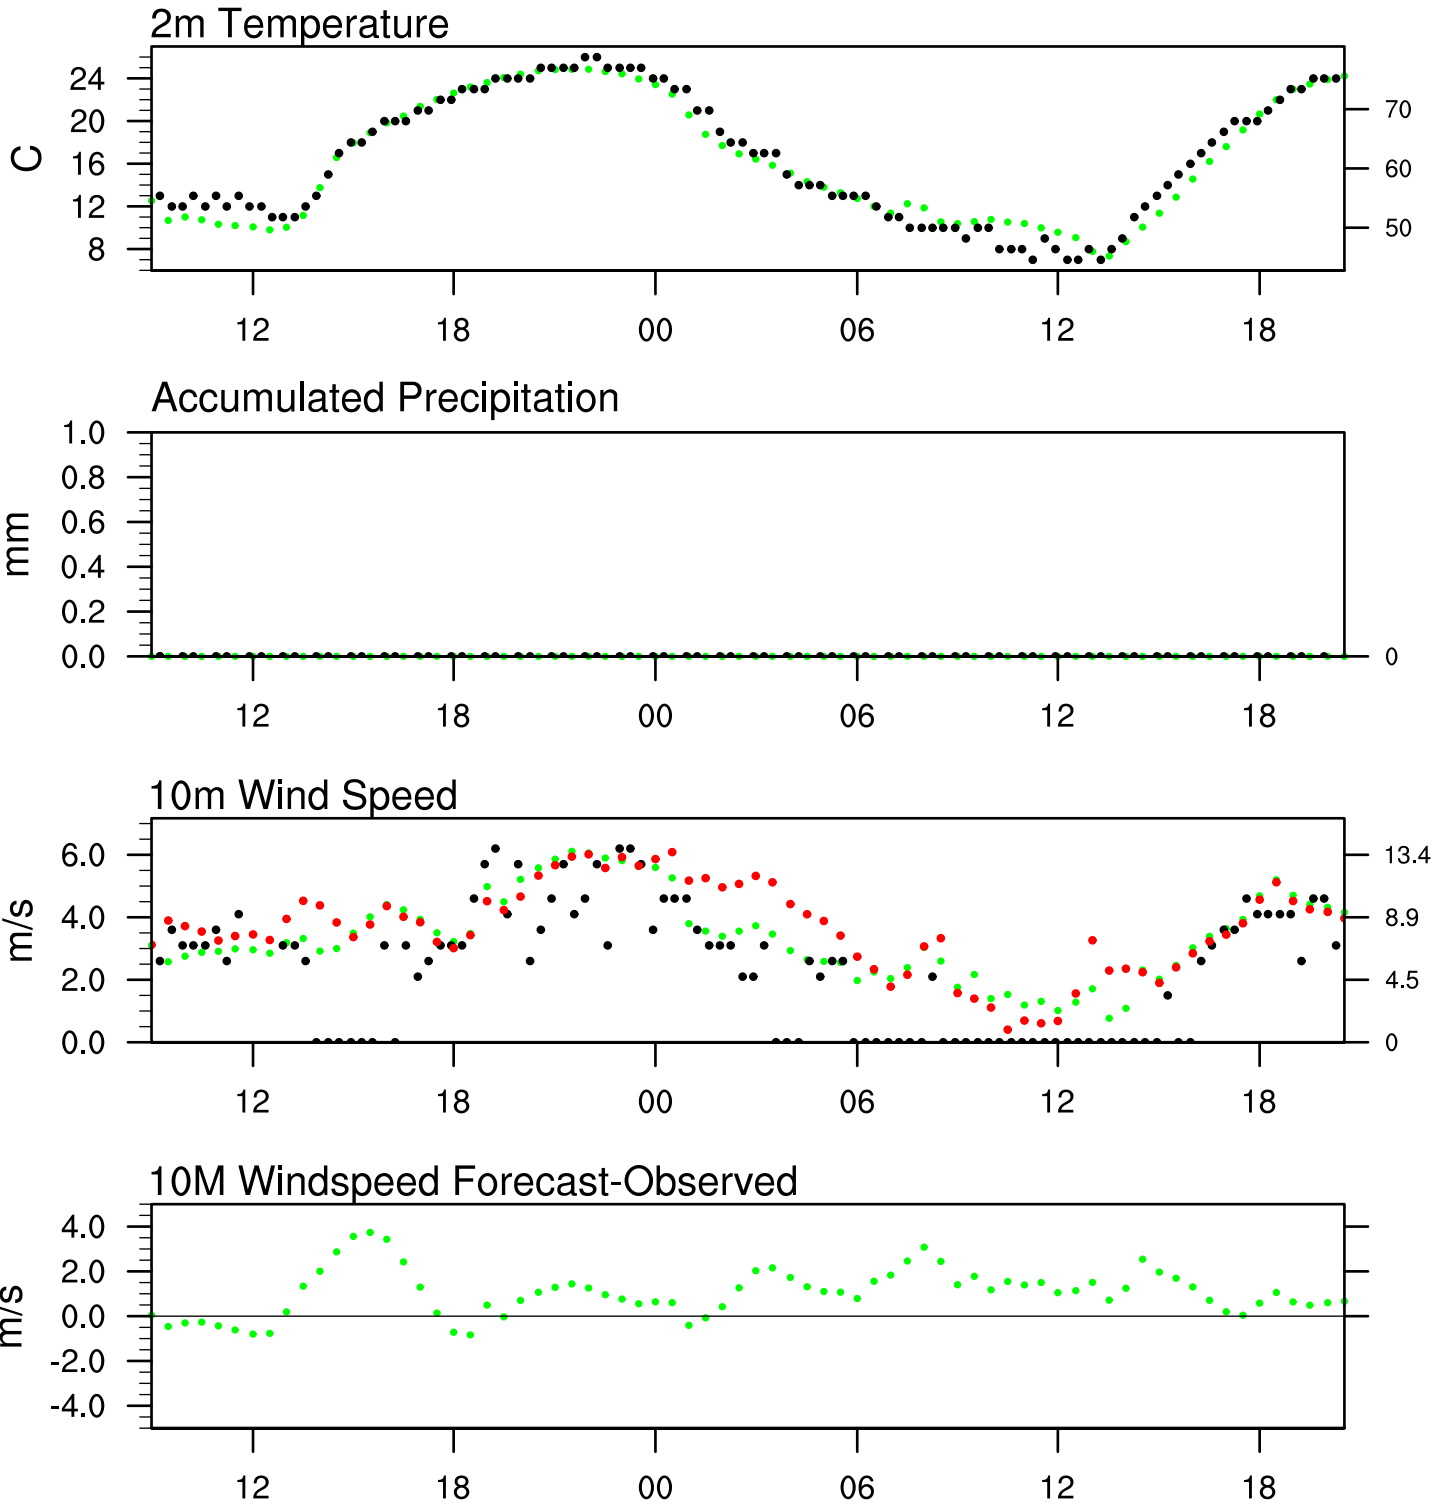 2m Temperature
24
20
16
12
8
C
70
60
50
12 18 00 06 12 18
Accumulated Precipitation
1.0
0.8
0.6
0.4
0.2
0.0
mm
0
12 18 00 06 12 18
10m Wind Speed
6.0
4.0
2.0
0.0
m/s
13.4
8.9
4.5
0
12 18 00 06 12 18
10M Windspeed Forecast-Observed
4.0
2.0
0.0
-2.0
-4.0
m/s
12 18 00 06 12 18